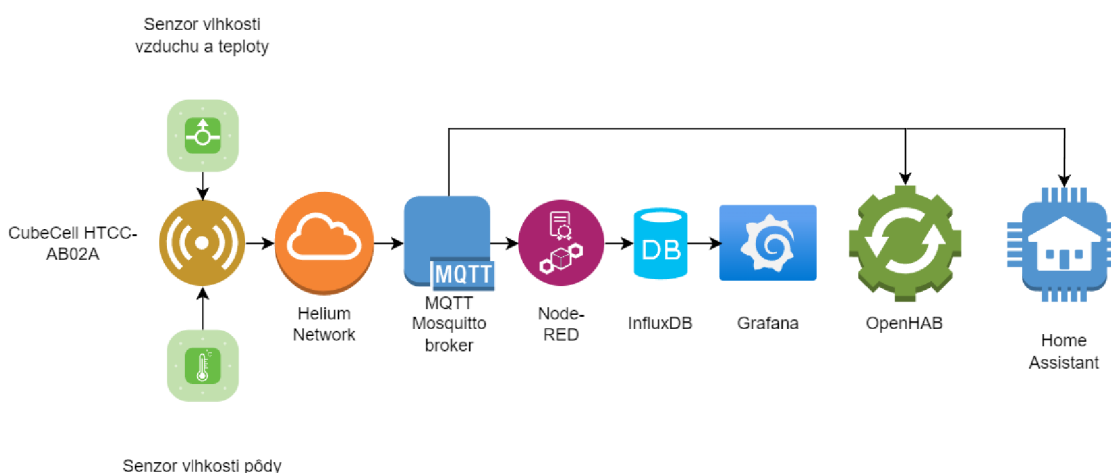 Senzor vlhkosti
vzduchu a teploty
CubeCell HTCC-
AB02A
MQTT
DB
Helium
Network
MQTT
Mosquitto
broker
Node-
RED
InfluxDB
Grafana
OpenHAB
Home
Assistant
Senzor vlhkosti pôdy